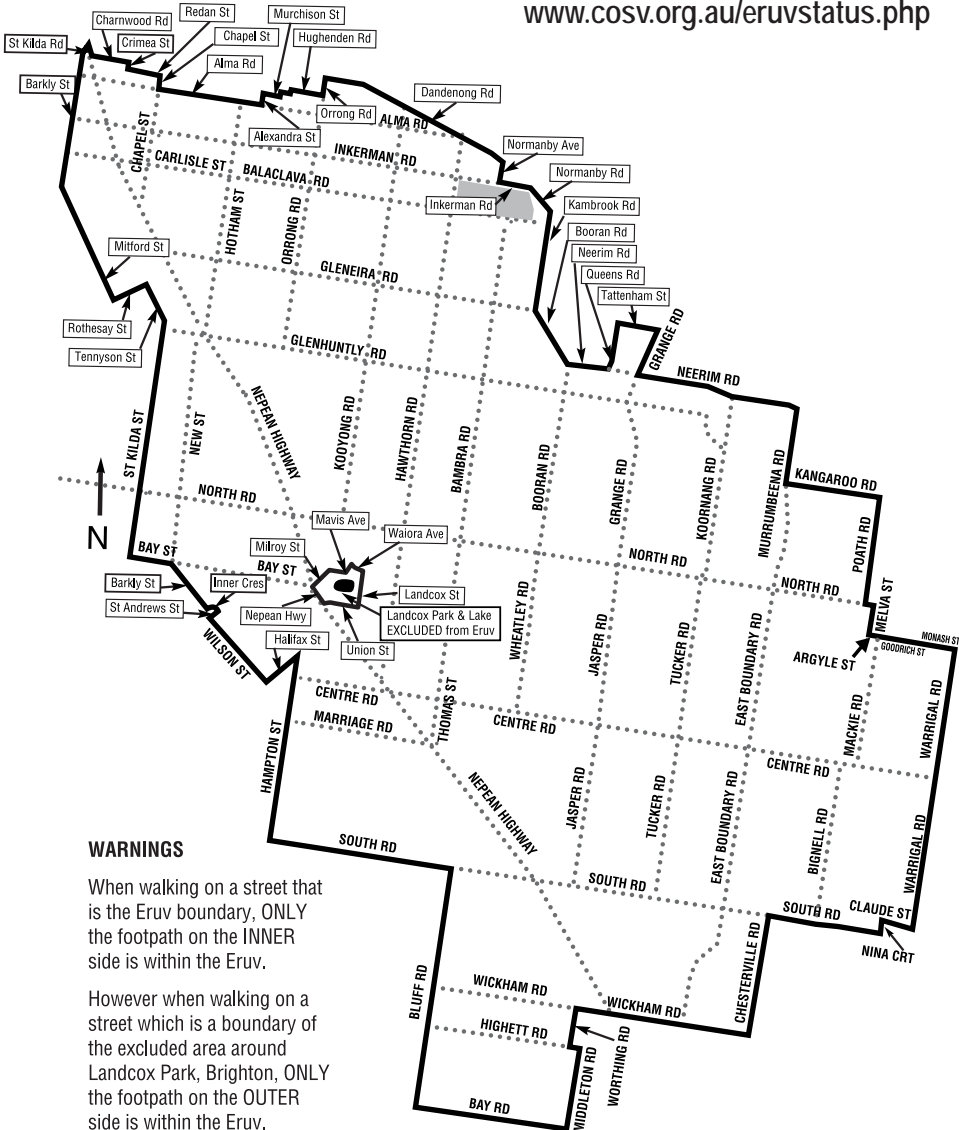 www.cosv.org.au/eruvstatus.php
Murchison St
Redan St
Charnwood Rd
Chapel St
Hughenden Rd
St Kilda Rd
Crimea St
Alma Rd
Barkly St
Dandenong Rd
Orrong Rd
ALMA RD
Alexandra St
CHAPEL ST
INKERMAN RD
Normanby Ave
CARLISLE ST
BALACLAVA RD
Normanby Rd
Inkerman Rd
Kambrook Rd
HOTHAM ST
ORRONG RD
Booran Rd
Mitford St
Neerim Rd
GLENEIRA RD
Queens Rd
Tattenham St
Rothesay St
GRANGE RD
Tennyson St
GLENHUNTLY RD
NEERIM RD
NEPEAN HIGHWAY
ST KILDA ST
NEW ST
KOOYONG RD
HAWTHORN RD
BAMBRA RD
BOORAN RD
GRANGE RD
KOORNANG RD
MURRUMBEENA RD
KANGAROO RD
NORTH RD
N
POATH RD
Mavis Ave
Waiora Ave
BAY ST
Milroy St
BAY ST
NORTH RD
NORTH RD
Barkly St
Inner Cres
Landcox St
St Andrews St
Nepean Hwy
Landcox Park & Lake
EXCLUDED from Eruv
MELVA ST
MONASH ST
GOODRICH ST
Halifax St
Union St
WILSON ST
WHEATLEY RD
JASPER RD
TUCKER RD
EAST BOUNDARY RD
ARGYLE ST
CENTRE RD
THOMAS ST
MARRIAGE RD
CENTRE RD
MACKIE RD
WARRIGAL RD
CENTRE RD
HAMPTON ST
NEPEAN HIGHWAY
JASPER RD
TUCKER RD
EAST BOUNDARY RD
BIGNELL RD
WARRIGAL RD
SOUTH RD
SOUTH RD
SOUTH RD
CLAUDE ST
NINA CRT
CHESTERVILLE RD
BLUFF RD
WICKHAM RD
WICKHAM RD
HIGHETT RD
WORTHING RD
MIDDLETON RD
BAY RD
WARNINGS
When walking on a street that
is the Eruv boundary, ONLY
the footpath on the INNER
side is within the Eruv.
However when walking on a
street which is a boundary of
the excluded area around
Landcox Park, Brighton, ONLY
the footpath on the OUTER
side is within the Eruv.